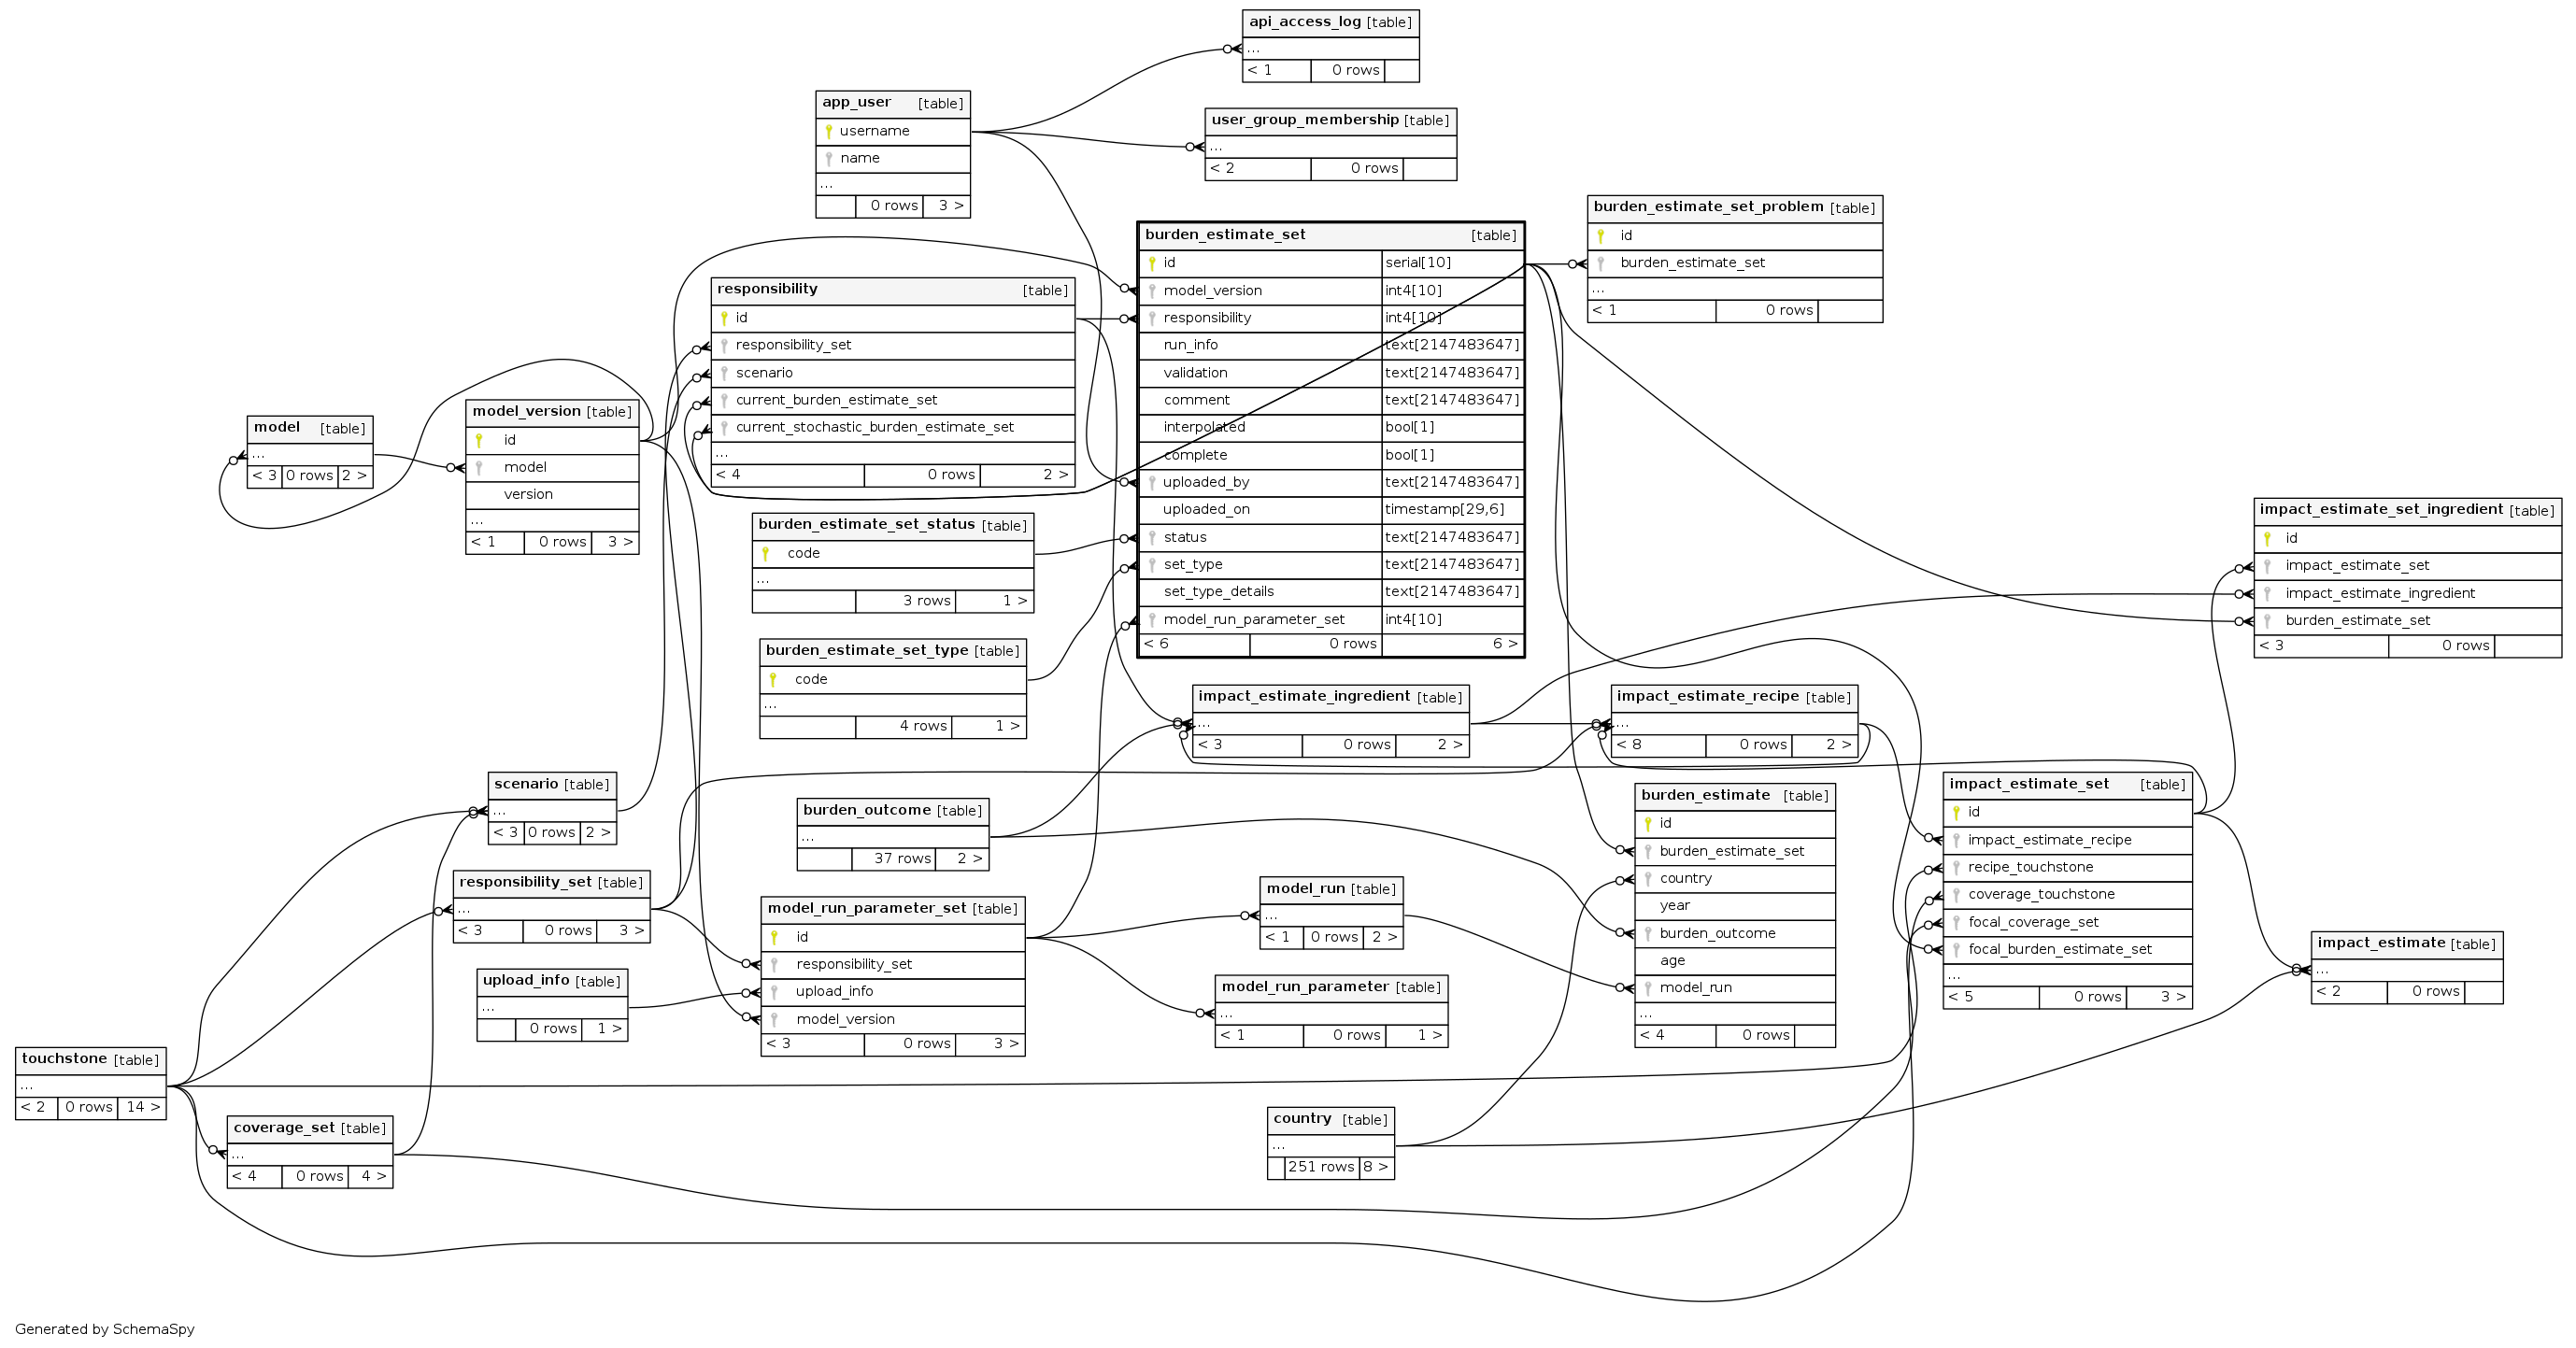 api_access_log [table]
...
< 1 0 rows
app_user [table]
username
name
...
0 rows 3 >
user_group_membership [table]
...
< 2 0 rows
burden_estimate_set_problem [table]
id
burden_estimate_set
...
< 1 0 rows
burden_estimate_set [table]
id serial[10]
model_version int4[10]
responsibility int4[10]
run_info text[2147483647]
validation text[2147483647]
comment text[2147483647]
interpolated bool[1]
complete bool[1]
uploaded_by text[2147483647]
uploaded_on timestamp[29,6]
status text[2147483647]
set_type text[2147483647]
set_type_details text[2147483647]
model_run_parameter_set int4[10]
< 6 0 rows 6 >
responsibility [table]
id
responsibility_set
scenario
current_burden_estimate_set
current_stochastic_burden_estimate_set
...
< 4 0 rows 2 >
model [table]
...
< 3 0 rows 2 >
model_version [table]
id
model
version
...
< 1 0 rows 3 >
burden_estimate_set_status [table]
code
...
3 rows 1 >
burden_estimate_set_type [table]
code
...
4 rows 1 >
impact_estimate_set_ingredient [table]
id
impact_estimate_set
impact_estimate_ingredient
burden_estimate_set
< 3 0 rows
impact_estimate_ingredient [table]
...
< 3 0 rows 2 >
impact_estimate_recipe [table]
...
< 8 0 rows 2 >
scenario [table]
...
< 3 0 rows 2 >
burden_outcome [table]
...
37 rows 2 >
burden_estimate [table]
id
burden_estimate_set
country
year
burden_outcome
age
model_run
...
< 4 0 rows
impact_estimate_set [table]
id
impact_estimate_recipe
recipe_touchstone
coverage_touchstone
focal_coverage_set
focal_burden_estimate_set
...
< 5 0 rows 3 >
responsibility_set [table]
...
< 3 0 rows 3 >
model_run_parameter_set [table]
id
responsibility_set
upload_info
model_version
< 3 0 rows 3 >
model_run [table]
...
< 1 0 rows 2 >
impact_estimate [table]
...
< 2 0 rows
upload_info [table]
...
0 rows 1 >
model_run_parameter [table]
...
< 1 0 rows 1 >
touchstone [table]
...
< 2 0 rows 14 >
coverage_set [table]
...
< 4 0 rows 4 >
country [table]
...
251 rows 8 >
Generated by SchemaSpy